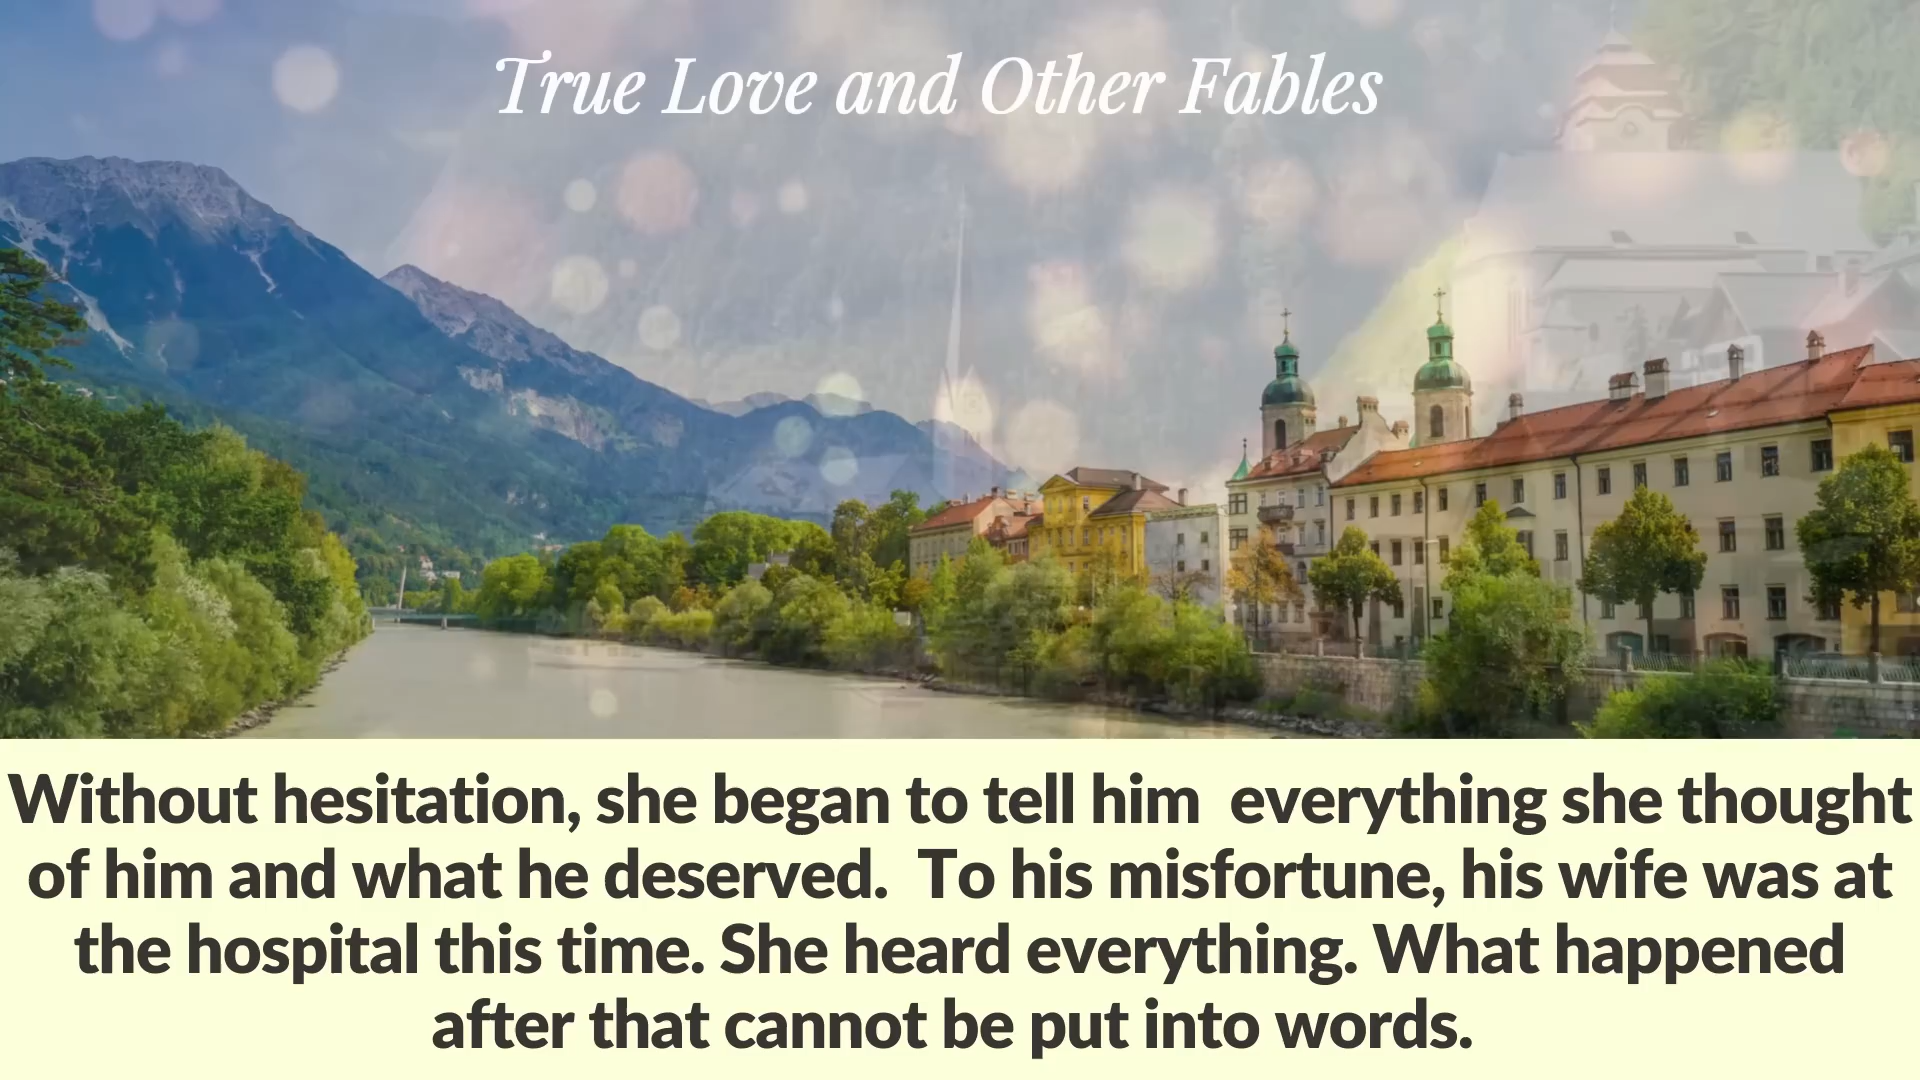 True Love and Other Fables
Without hesitation, she began to tell him  everything she thought
of him and what he deserved.  To his misfortune, his wife was at
the hospital this time. She heard everything. What happened
after that cannot be put into words.